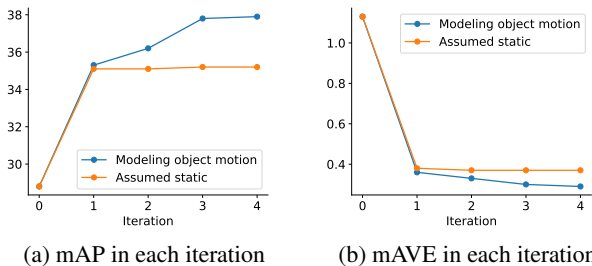 38
36
34
32
30
0 1 2 3 4
Iteration
Modeling object motion
Assumed static
(a) mAP in each iteration
1.0
0.8
0.6
0.4
0 1 2 3 4
Iteration
Modeling object motion
Assumed static
(b) mAVE in each iteration